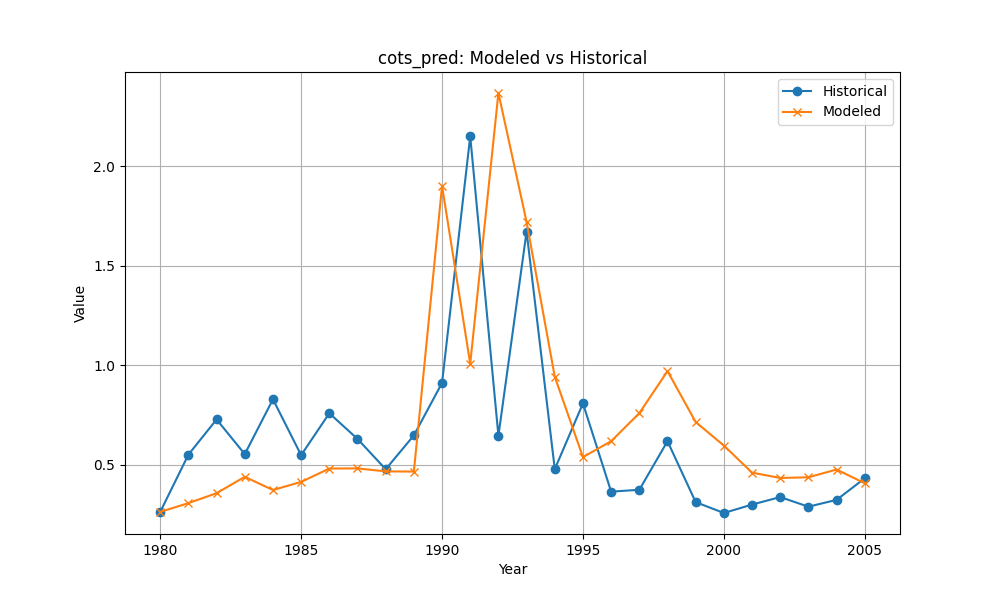 cots_pred: Modeled vs Historical
Historical
Modeled
Value
2.0
1.5
1.0
0.5
1980
1985
1990
1995
2000
2005
Year